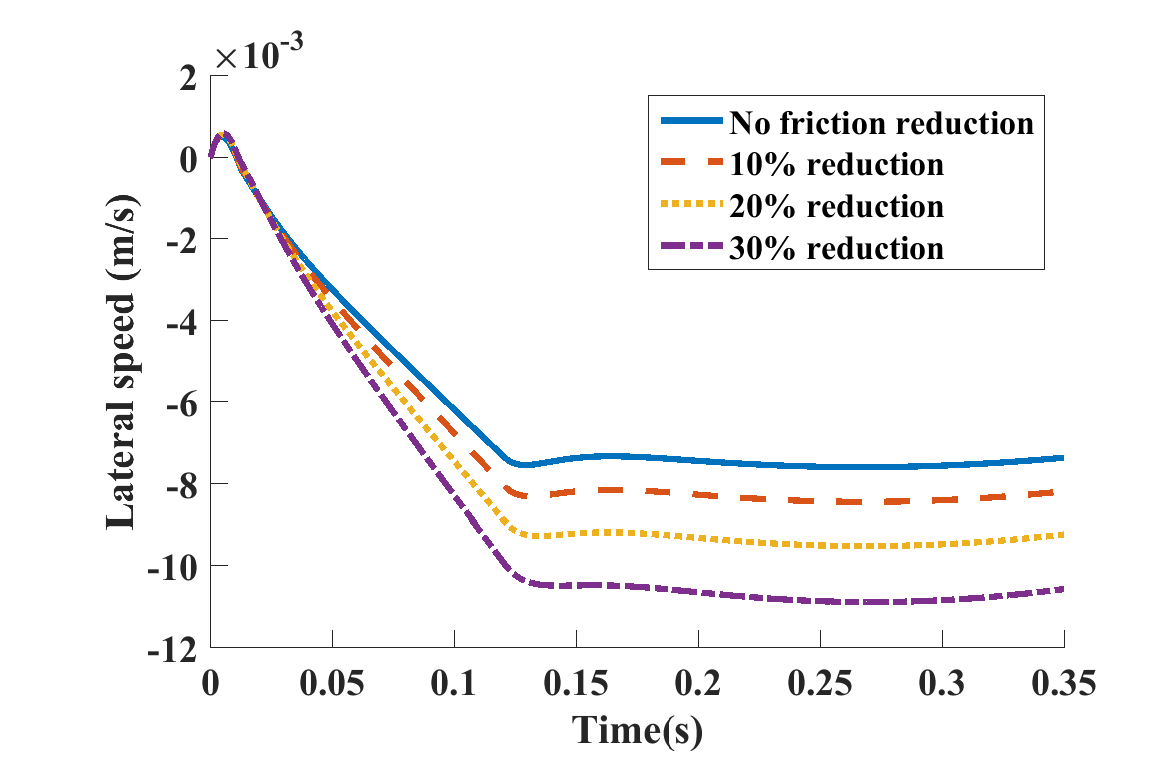 ×10-3
2
0
-2
-4
-6
-8
-10
-12
Lateral speed (m/s)
No friction reduction
10% reduction
20% reduction
30% reduction
0 0.05 0.1 0.15 0.2 0.25 0.3 0.35
Time(s)